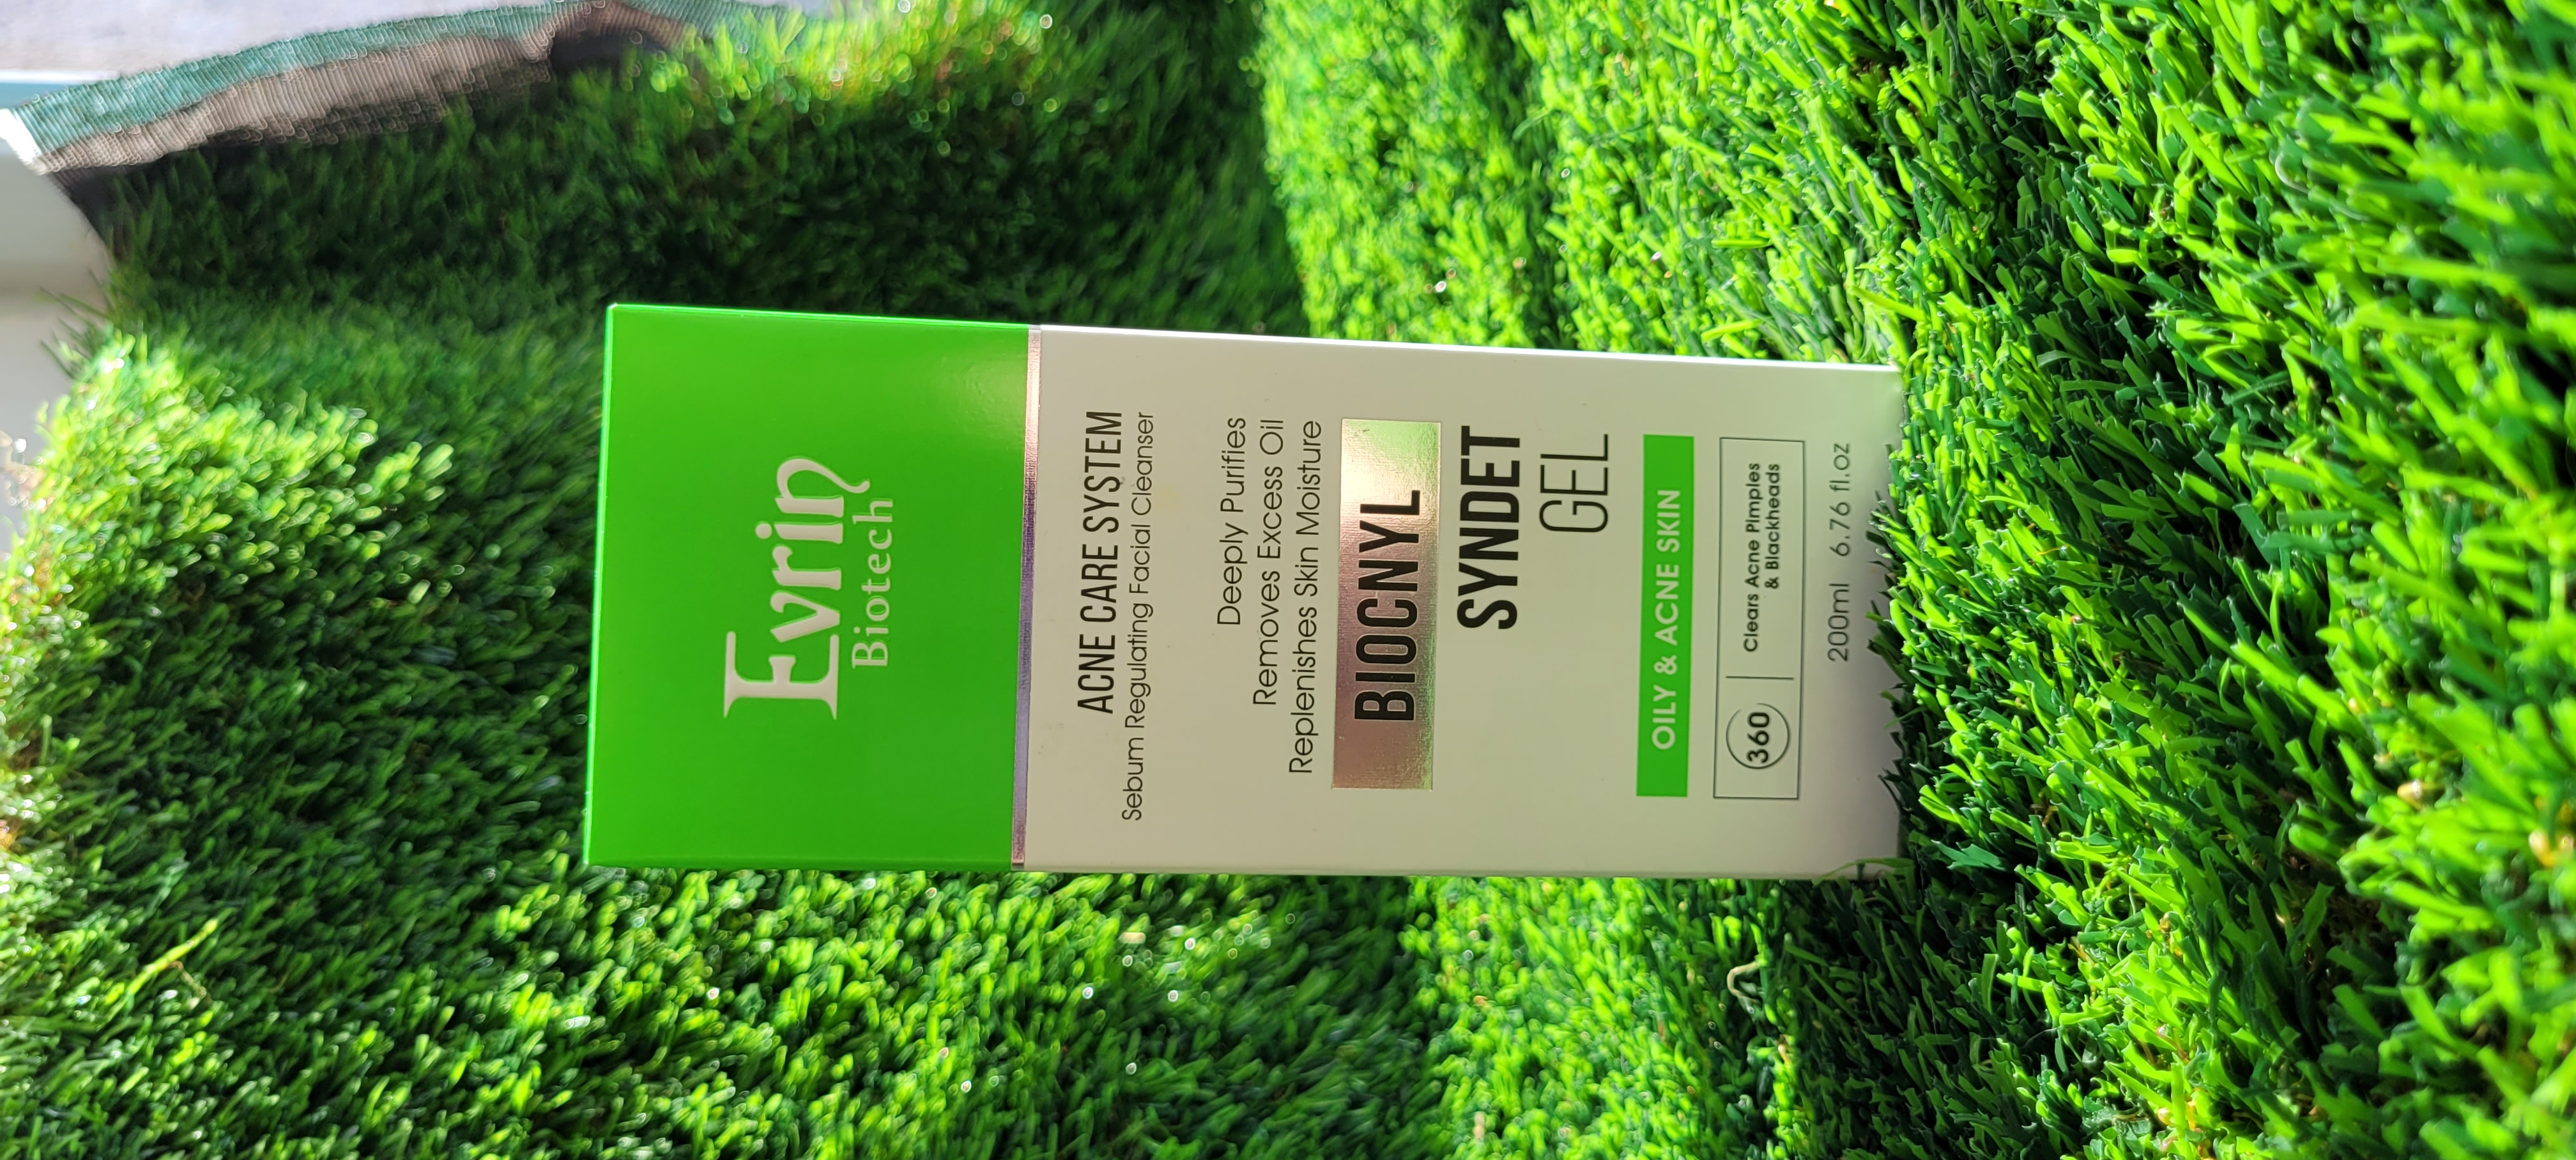 Evrin
Biotech
ACNE CARE SYSTEM
Sebum Regulating Facial Cleanser
Deeply Purifies
Removes Excess Oil
Replenishes Skin Moisture
BIOCNYL
SYNDET
GEL
OILY & ACNE SKIN
360
Clears Acne Pimples
& Blackheads
200ml 6.76 fl.oz